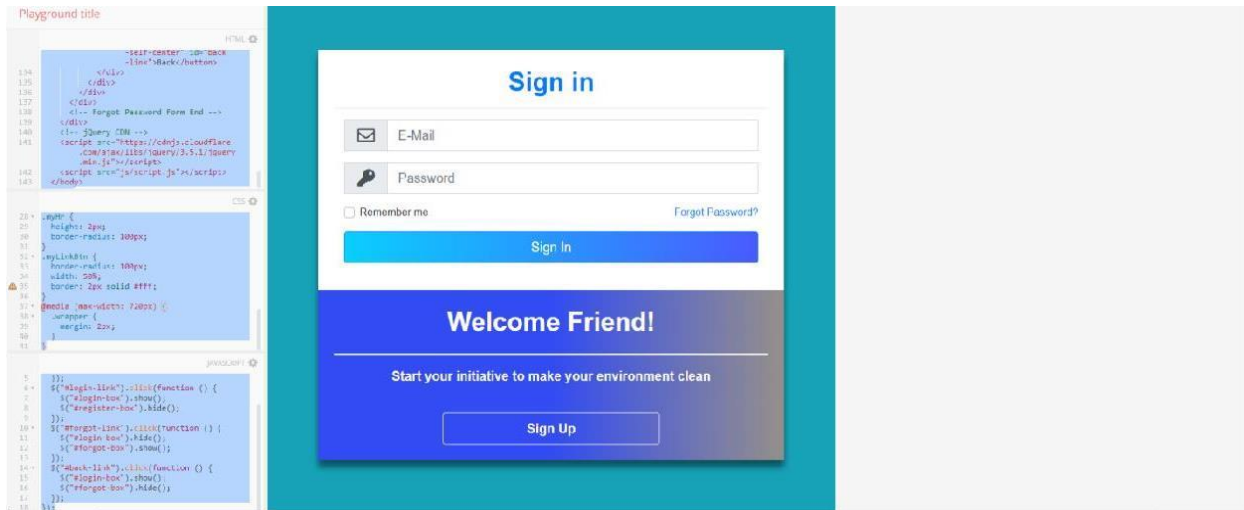 Playground title
HTML
-self-center" id="back
-link">Back</button>
134 </div>
135 </div>
136 </div>
137 </div>
138 <!-- Forgot Password Form End -->
139 </div>
140 <!-- jQuery CDN -->
141 <script src="https://cdnjs.cloudflare
.com/ajax/libs/jquery/3.5.1/jquery
.min.js"></script>
142 <script src="js/script.js"></script>
143 </body>
CSS
28 .myHr {
29 height: 2px;
30 border-radius: 100px;
31 }
32 .myLinkBtn {
33 border-radius: 100px;
34 width: 50%;
35 border: 2px solid #fff;
36 }
37 @media (max-width: 720px) {
38 .wrapper {
39 margin: 2px;
40 }
41 }
JAVASCRIPT
5 });
6 $("#login-link").click(function () {
7 $("#login-box").show();
8 $("#register-box").hide();
9 });
10 $("#forgot-link").click(function () {
11 $("#login-box").hide();
12 $("#forgot-box").show();
13 });
14 $("#back-link").click(function () {
15 $("#login-box").show();
16 $("#forgot-box").hide();
17 });
18 });
Sign in
E-Mail
Password
Remember me
Forgot Password?
Sign In
Welcome Friend!
Start your initiative to make your environment clean
Sign Up